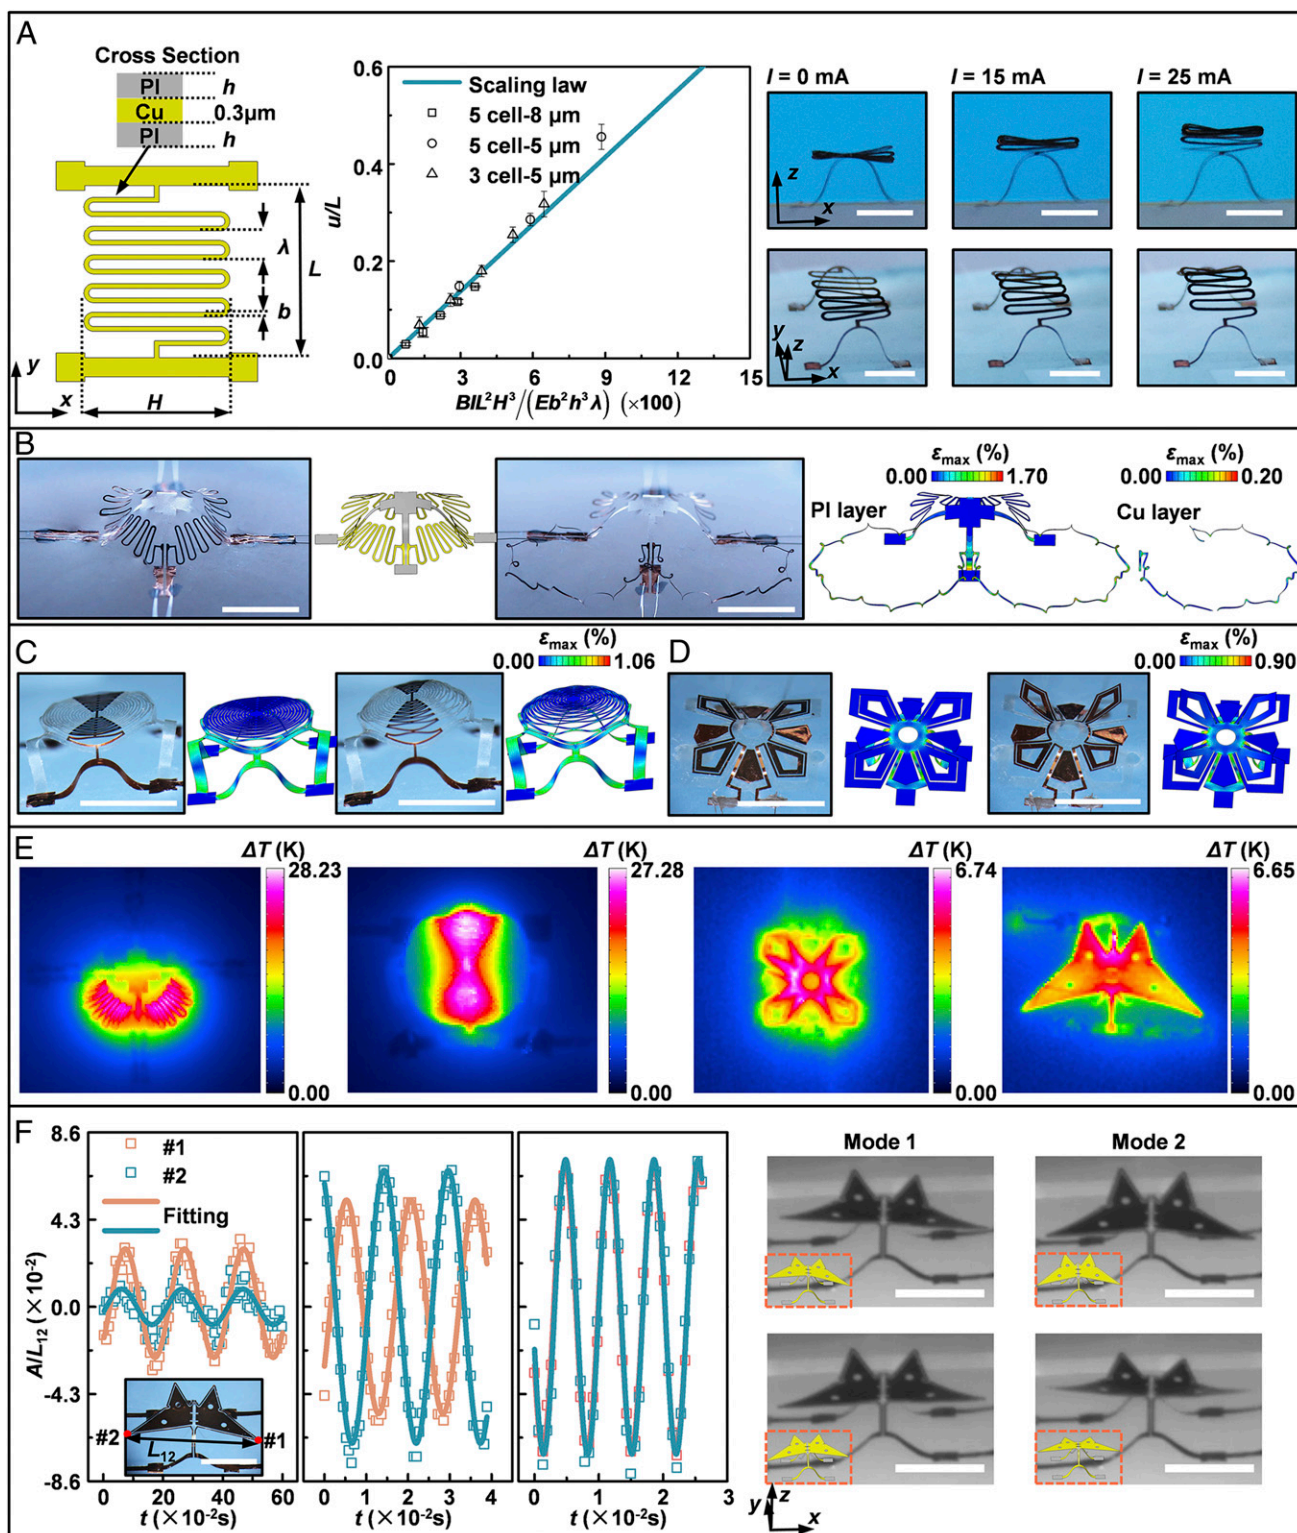 A
Cross Section
PI
h
Cu
0.3μm
PI
h
λ
L
b
H
y
x
0.6
0.4
0.2
0.0
u/L
Scaling law
5 cell-8 μm
5 cell-5 μm
3 cell-5 μm
0 3 6 9 12 15
BIL²H³/(Eb²h³λ) (×100)
I = 0 mA
I = 15 mA
I = 25 mA
z
x
y
z
x
B
εmax (%)
0.00 1.70
PI layer
εmax (%)
0.00 0.20
Cu layer
C
εmax (%)
0.00 1.06
D
εmax (%)
0.00 0.90
E
ΔT (K)
28.23
0.00
ΔT (K)
27.28
0.00
ΔT (K)
6.74
0.00
ΔT (K)
6.65
0.00
F
8.6
4.3
0.0
-4.3
-8.6
A/L12 (×10⁻²)
#1
#2
Fitting
#2
L12
#1
0 20 40 60
t (×10⁻²s)
0 1 2 3 4
t (×10⁻²s)
0 1 2 3
t (×10⁻²s)
Mode 1
Mode 2
z
y
x